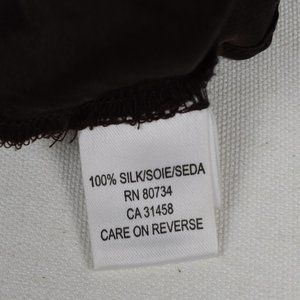 100% SILK/SOIE/SEDA
RN 80734
CA 31458
CARE ON REVERSE